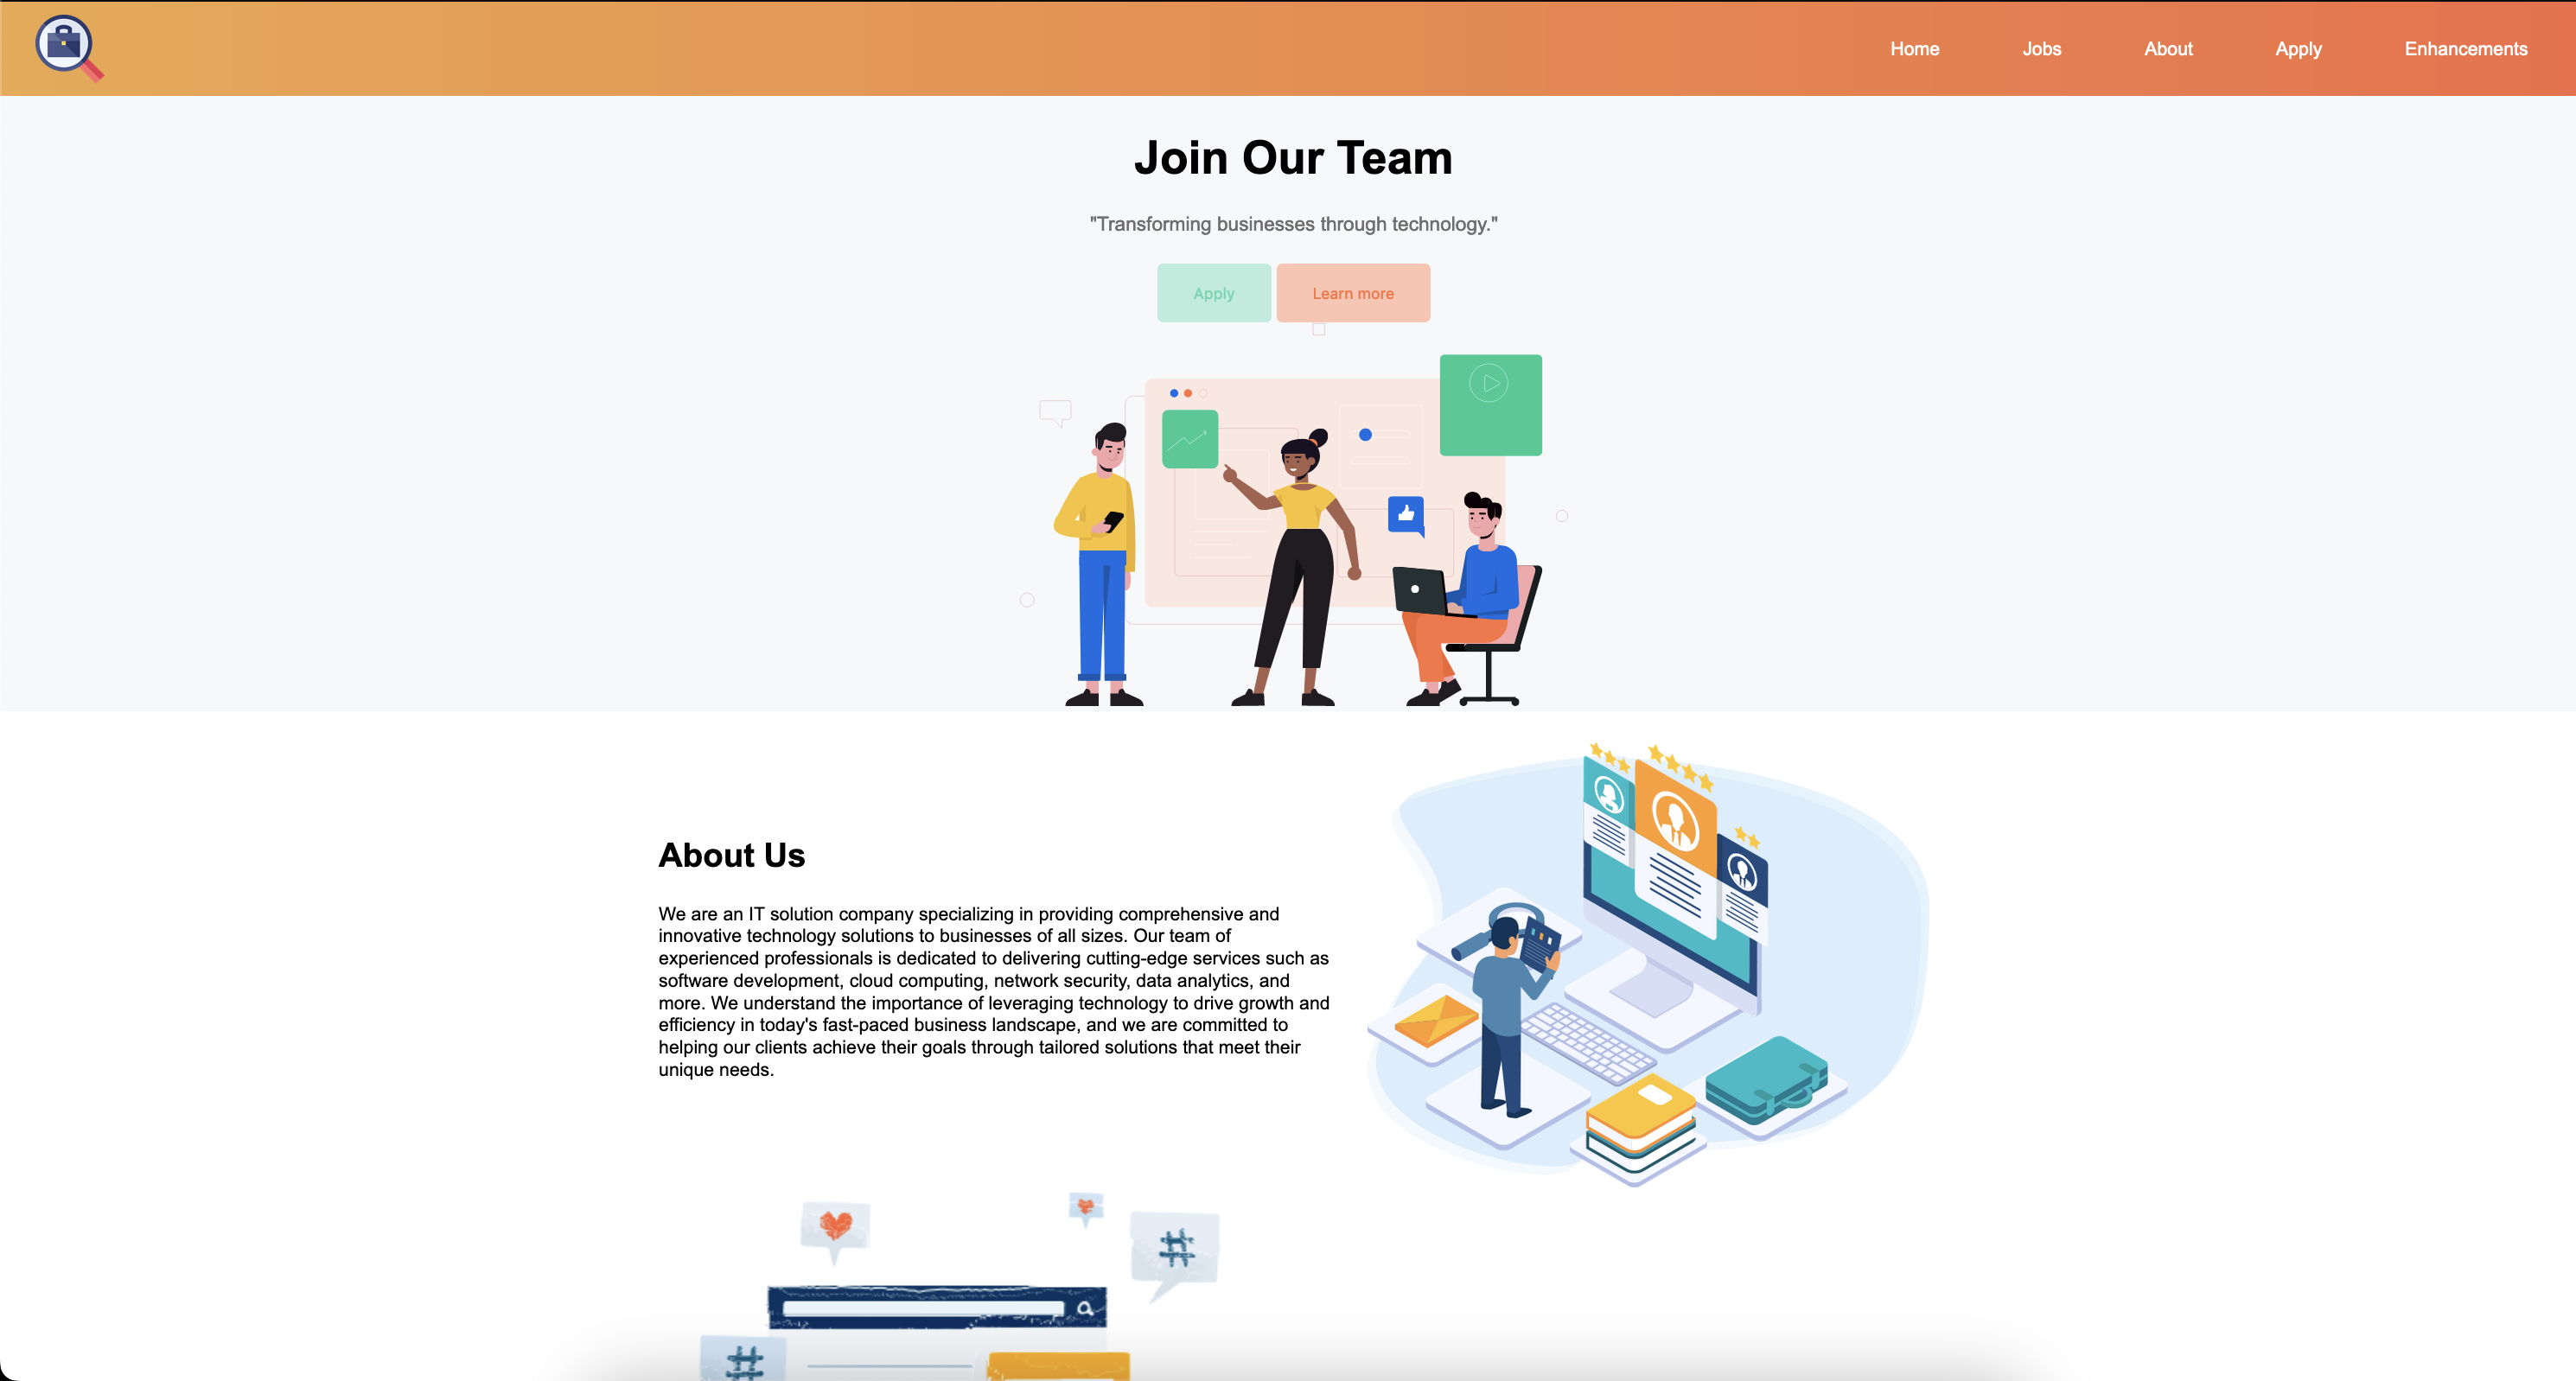 Home Jobs About Apply Enhancements
Join Our Team
"Transforming businesses through technology."
Apply Learn more
About Us
We are an IT solution company specializing in providing comprehensive and
innovative technology solutions to businesses of all sizes. Our team of
experienced professionals is dedicated to delivering cutting-edge services such as
software development, cloud computing, network security, data analytics, and
more. We understand the importance of leveraging technology to drive growth and
efficiency in today's fast-paced business landscape, and we are committed to
helping our clients achieve their goals through tailored solutions that meet their
unique needs.
#
#